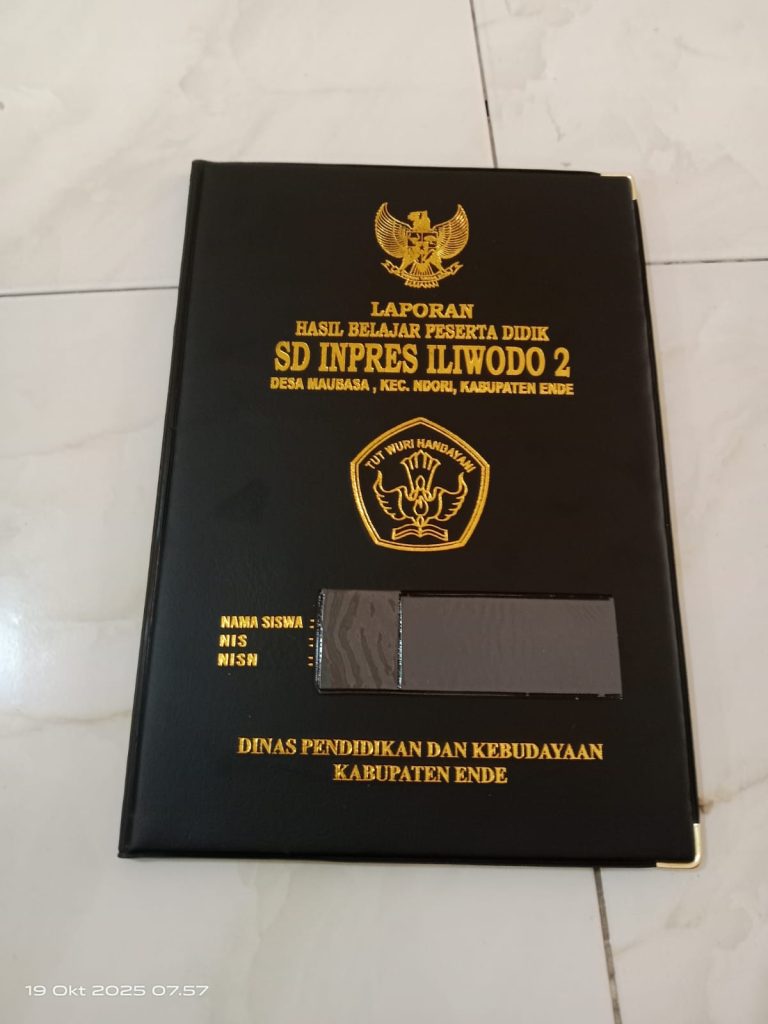 LAPORAN
HASIL BELAJAR PESERTA DIDIK
SD INPRES ILIWODO 2
DESA MAUBASA , KEC. NDORI, KABUPATEN ENDE
TUT WURI HANDAYANI
NAMA SISWA :
NIS :
NISN :
DINAS PENDIDIKAN DAN KEBUDAYAAN
KABUPATEN ENDE
19 Okt 2025 07.57